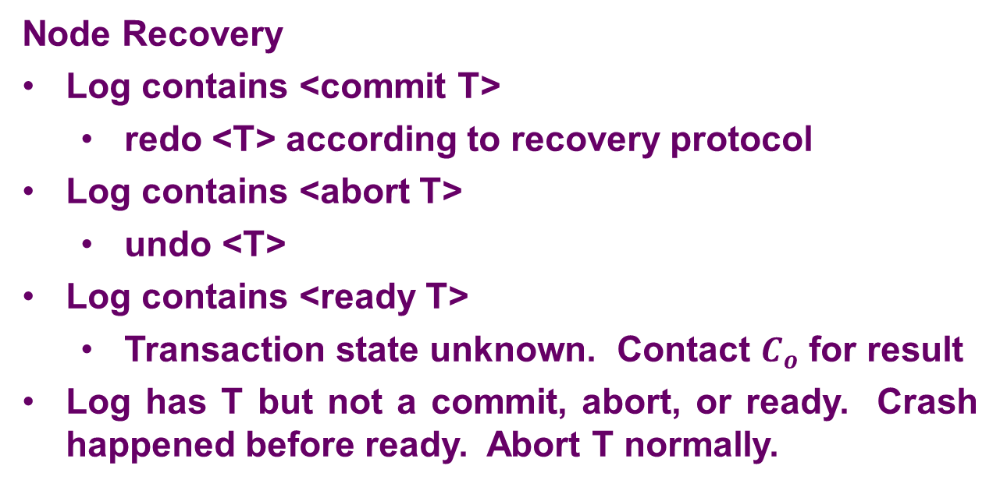 Node Recovery
• Log contains <commit T>
• redo <T> according to recovery protocol
• Log contains <abort T>
• undo <T>
• Log contains <ready T>
• Transaction state unknown.  Contact Cₒ for result
• Log has T but not a commit, abort, or ready.  Crash
happened before ready.  Abort T normally.